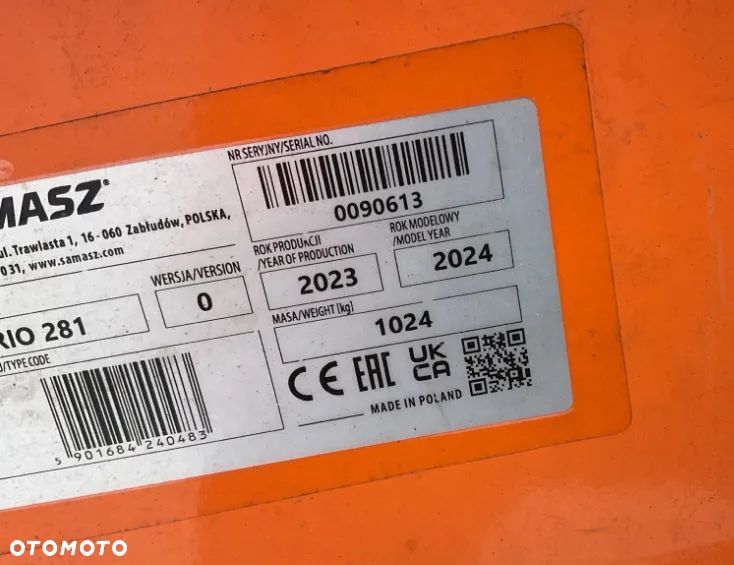 MASZ®
ul. Trawiasta 1, 16-060 Zabłudów, POLSKA,
031, www.samasz.com
NR SERYJNY/SERIAL NO.
0090613
WERSJA/VERSION
0
ROK PRODUKCJI
/YEAR OF PRODUCTION
2023
ROK MODELOWY
/MODEL YEAR
2024
RIO 281
MASA/WEIGHT [kg]
1024
U/TYPE CODE
5 901684 240483
CE EAC UK
CA
MADE IN POLAND
OTOMOTO